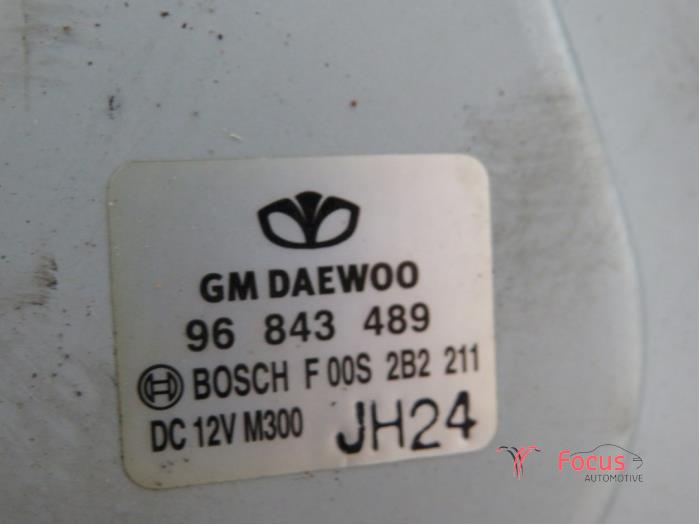 GM DAEWOO
96 843 489
BOSCH F 00S 2B2 211
DC 12V M300 JH24
Focus
AUTOMOTIVE